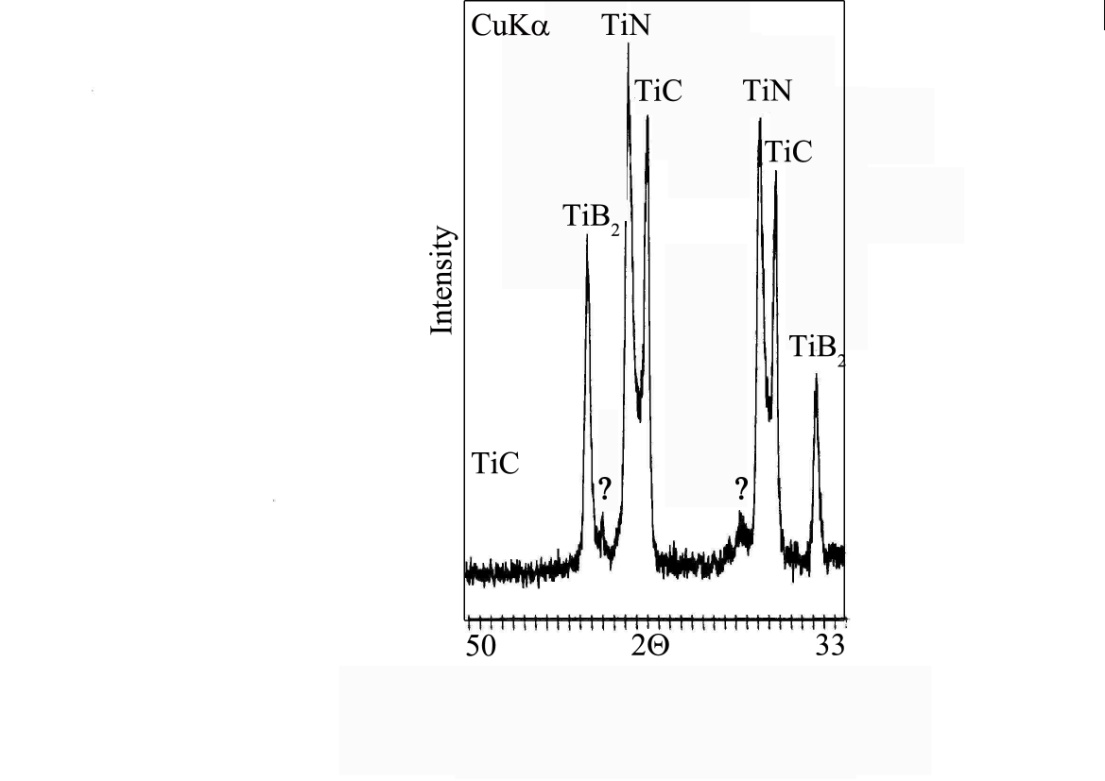 CuKα TiN
TiC TiN
TiC
TiB₂
Intensity
TiB₂
TiC
? ?
50 2Θ 33